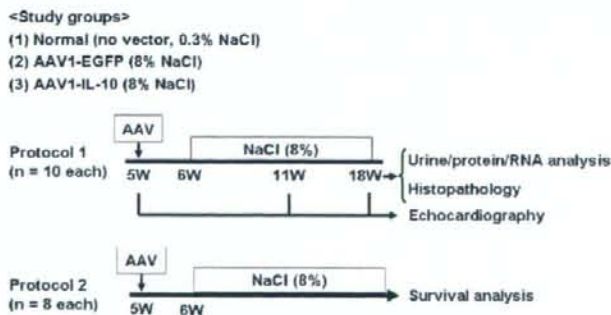 <Study groups>
(1) Normal (no vector, 0.3% NaCl)
(2) AAV1-EGFP (8% NaCl)
(3) AAV1-IL-10 (8% NaCl)
AAV
Protocol 1
(n = 10 each)
NaCl (8%)
5W 6W 11W 18W
Urine/protein/RNA analysis
Histopathology
Echocardiography
AAV
Protocol 2
(n = 8 each)
NaCl (8%)
5W 6W
Survival analysis